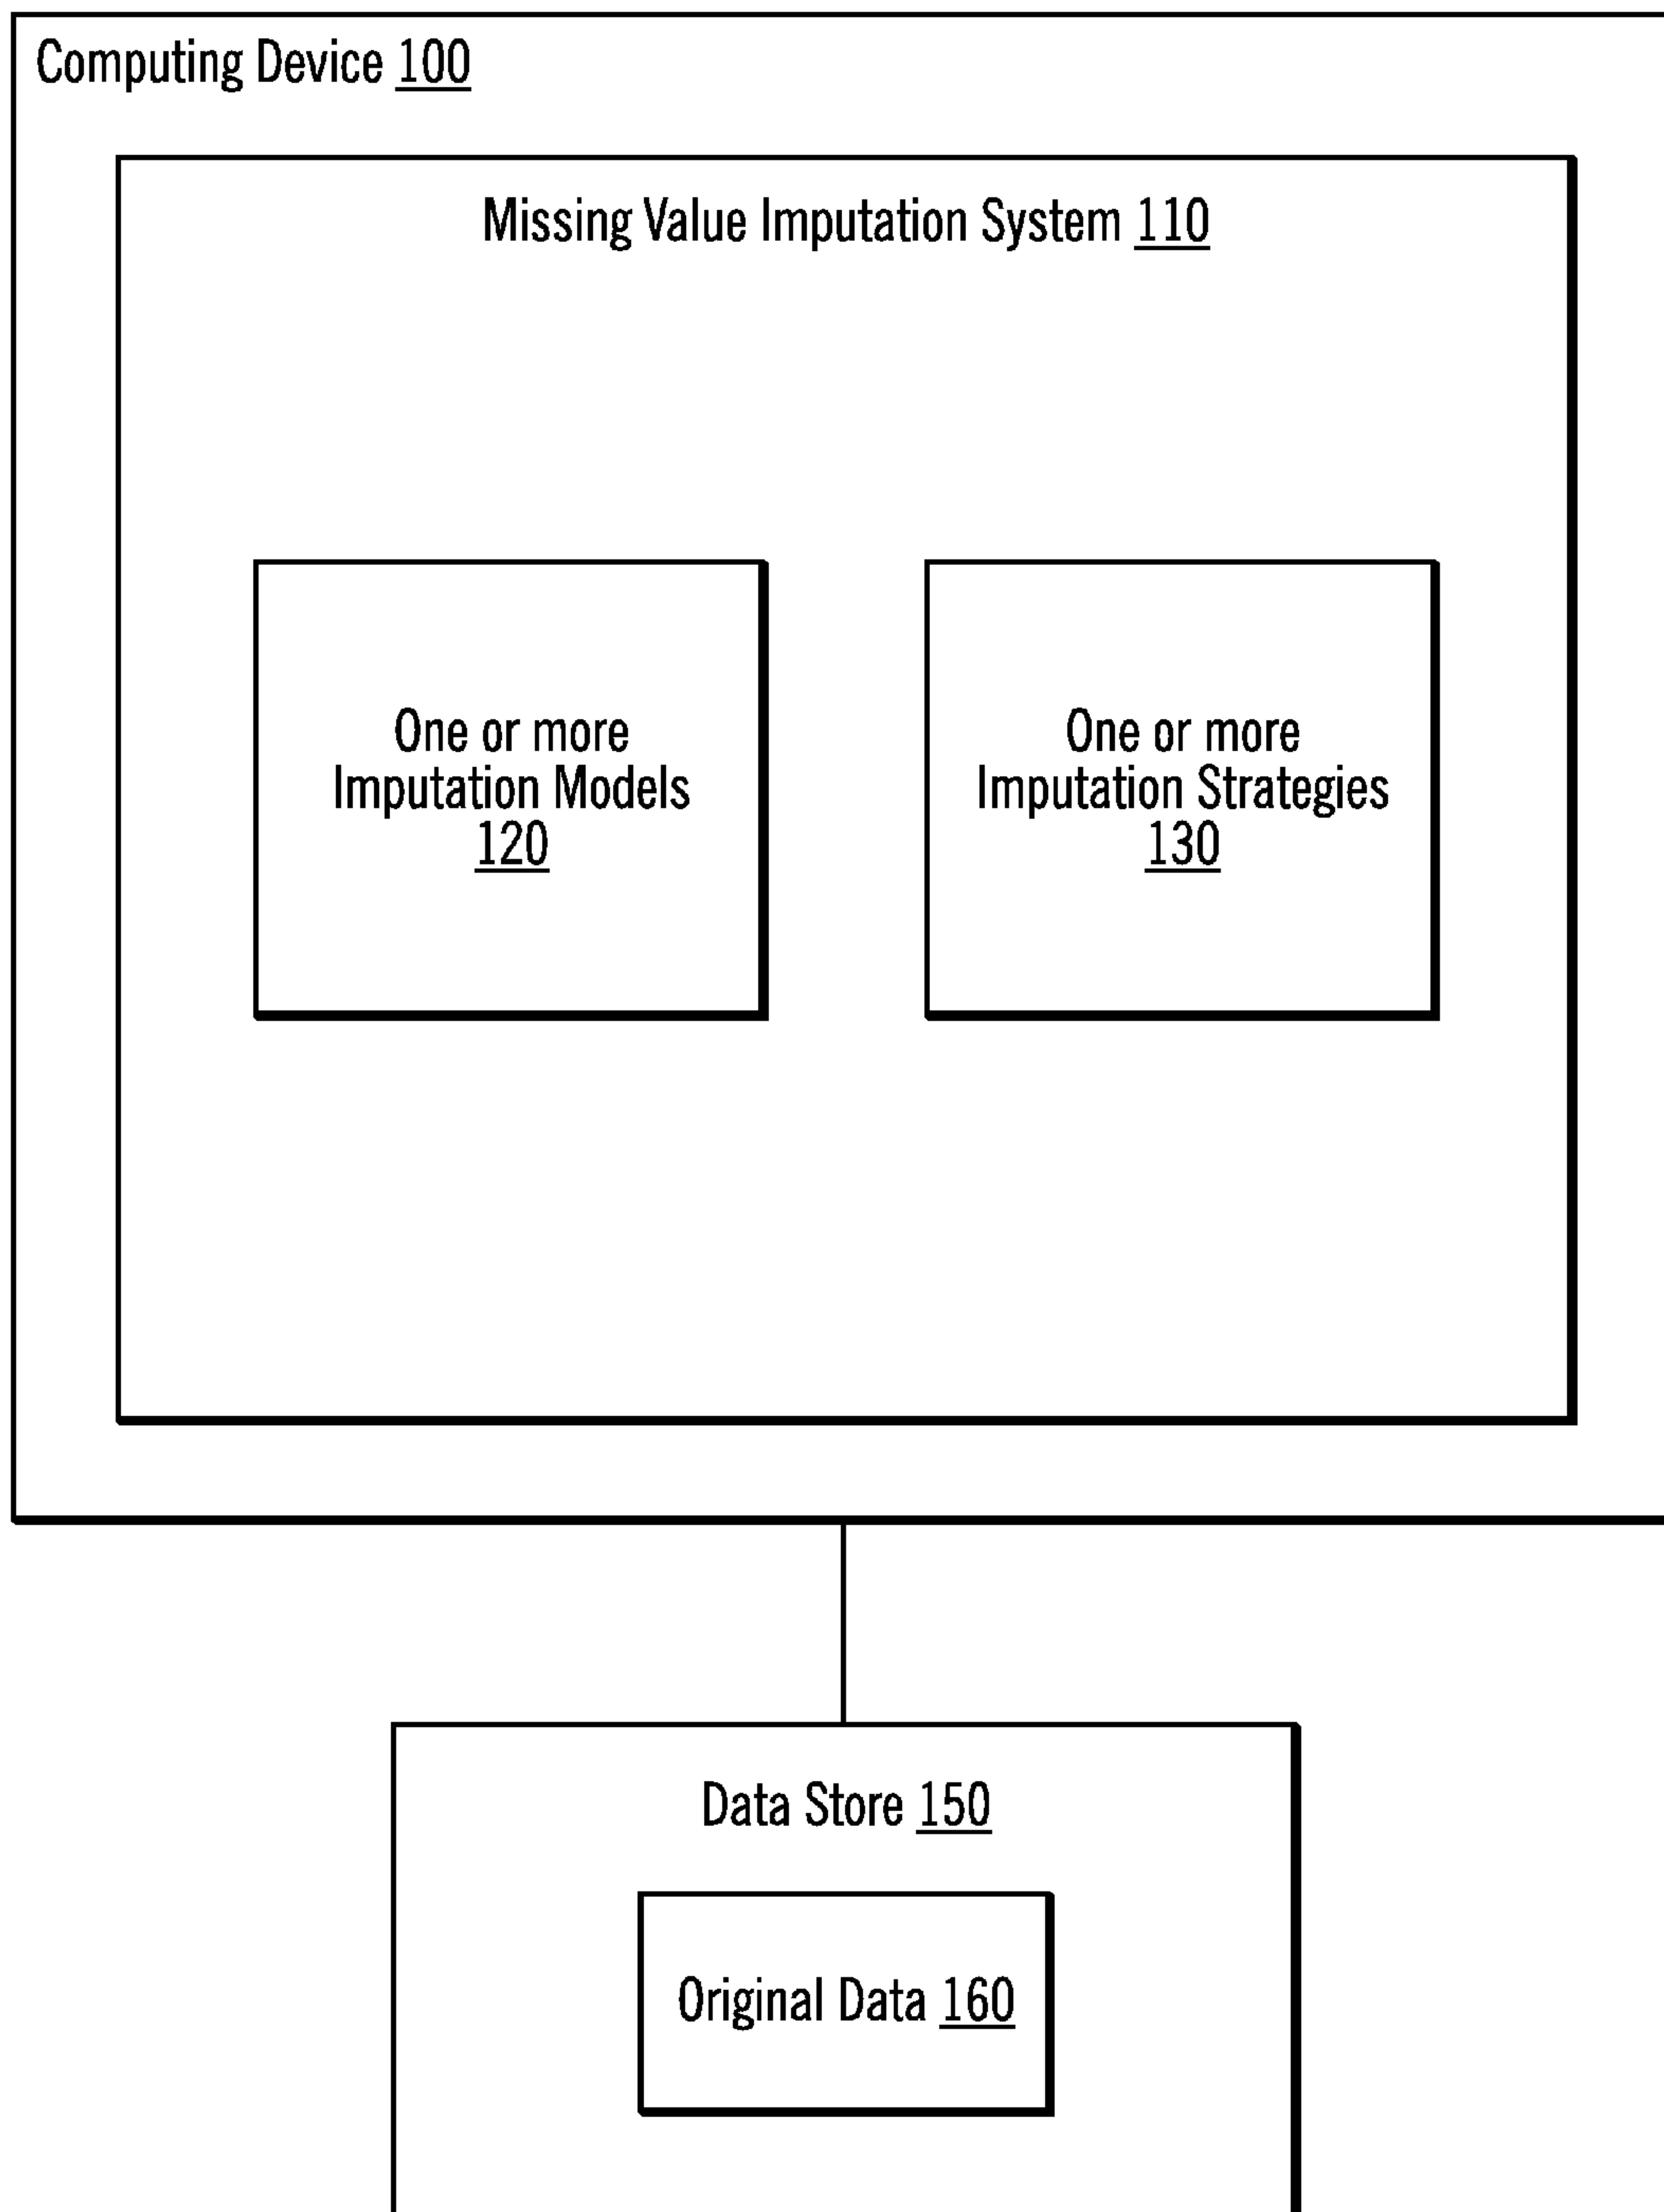 Computing Device 100
Missing Value Imputation System 110
One or more
Imputation Models
120
One or more
Imputation Strategies
130
Data Store 150
Original Data 160